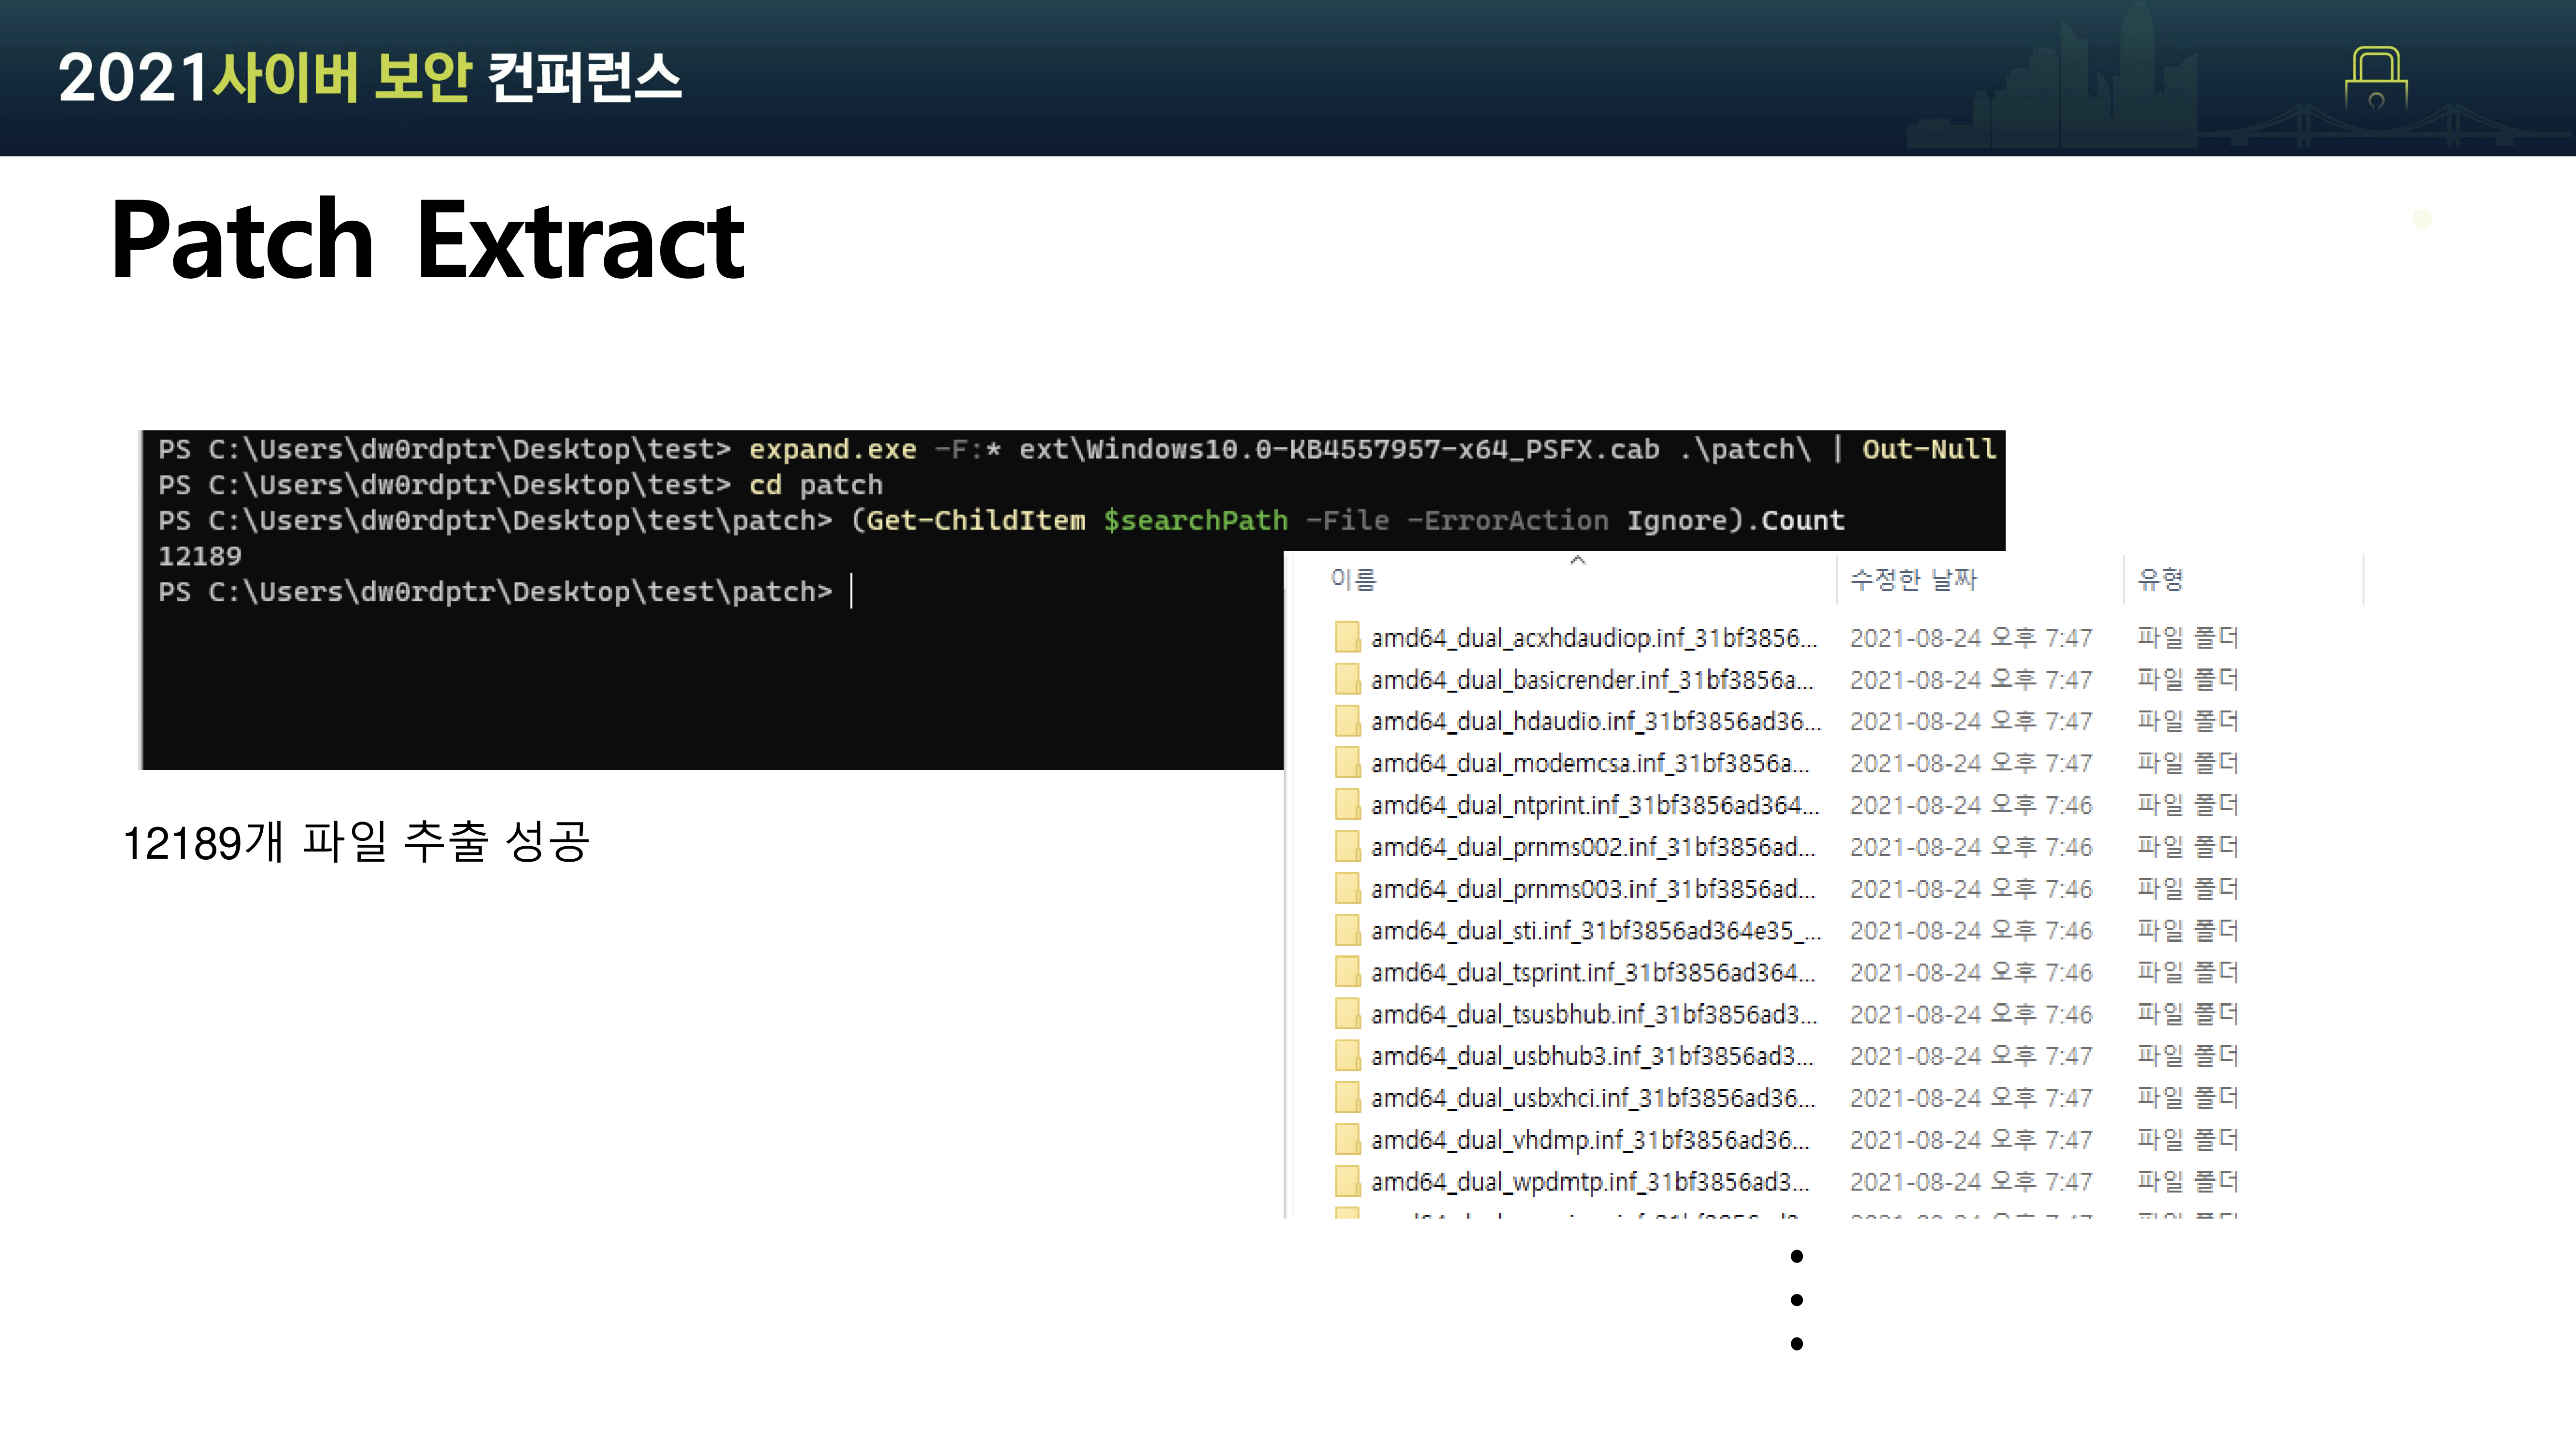 2021사이버 보안 컨퍼런스
Patch Extract
PS C:\Users\dw0rdptr\Desktop\test> expand.exe -F:* ext\Windows10.0-KB4557957-x64_PSFX.cab .\patch\ | Out-Null
PS C:\Users\dw0rdptr\Desktop\test> cd patch
PS C:\Users\dw0rdptr\Desktop\test\patch> (Get-ChildItem $searchPath -File -ErrorAction Ignore).Count
12189
PS C:\Users\dw0rdptr\Desktop\test\patch>
12189개 파일 추출 성공
이름 수정한 날짜 유형
amd64_dual_acxhdaudiop.inf_31bf3856... 2021-08-24 오후 7:47 파일 폴더
amd64_dual_basicrender.inf_31bf3856a... 2021-08-24 오후 7:47 파일 폴더
amd64_dual_hdaudio.inf_31bf3856ad36... 2021-08-24 오후 7:47 파일 폴더
amd64_dual_modemcsa.inf_31bf3856a... 2021-08-24 오후 7:47 파일 폴더
amd64_dual_ntprint.inf_31bf3856ad364... 2021-08-24 오후 7:46 파일 폴더
amd64_dual_prnms002.inf_31bf3856ad... 2021-08-24 오후 7:46 파일 폴더
amd64_dual_prnms003.inf_31bf3856ad... 2021-08-24 오후 7:46 파일 폴더
amd64_dual_sti.inf_31bf3856ad364e35_... 2021-08-24 오후 7:46 파일 폴더
amd64_dual_tsprint.inf_31bf3856ad364... 2021-08-24 오후 7:46 파일 폴더
amd64_dual_tsusbhub.inf_31bf3856ad3... 2021-08-24 오후 7:46 파일 폴더
amd64_dual_usbhub3.inf_31bf3856ad3... 2021-08-24 오후 7:47 파일 폴더
amd64_dual_usbxhci.inf_31bf3856ad36... 2021-08-24 오후 7:47 파일 폴더
amd64_dual_vhdmp.inf_31bf3856ad36... 2021-08-24 오후 7:47 파일 폴더
amd64_dual_wpdmtp.inf_31bf3856ad3... 2021-08-24 오후 7:47 파일 폴더